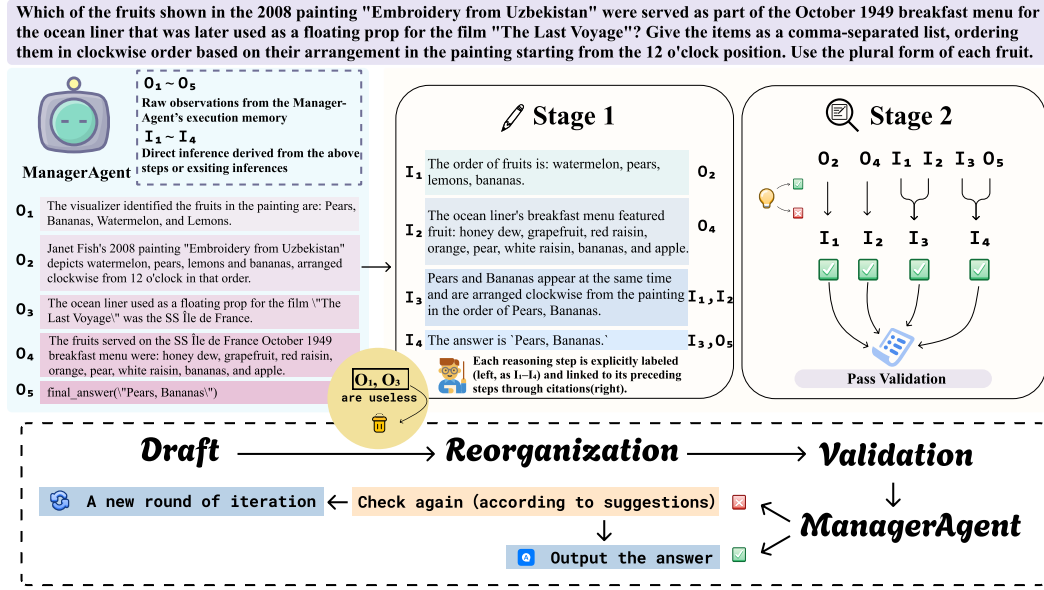 Which of the fruits shown in the 2008 painting "Embroidery from Uzbekistan" were served as part of the October 1949 breakfast menu for
the ocean liner that was later used as a floating prop for the film "The Last Voyage"? Give the items as a comma-separated list, ordering
them in clockwise order based on their arrangement in the painting starting from the 12 o'clock position. Use the plural form of each fruit.
ManagerAgent
O₁ ~ O₅
Raw observations from the Manager-
Agent's execution memory
I₁ ~ I₄
Direct inference derived from the above
steps or exsiting inferences
O₁ The visualizer identified the fruits in the painting are: Pears,
Bananas, Watermelon, and Lemons.
O₂ Janet Fish's 2008 painting "Embroidery from Uzbekistan"
depicts watermelon, pears, lemons and bananas, arranged
clockwise from 12 o'clock in that order.
O₃ The ocean liner used as a floating prop for the film \"The
Last Voyage\" was the SS Île de France.
O₄ The fruits served on the SS Île de France October 1949
breakfast menu were: honey dew, grapefruit, red raisin,
orange, pear, white raisin, bananas, and apple.
O₅ final_answer(\"Pears, Bananas\")
O₁, O₃
are useless
Stage 1
I₁ The order of fruits is: watermelon, pears,
lemons, bananas.
O₂
I₂ The ocean liner's breakfast menu featured
fruit: honey dew, grapefruit, red raisin,
orange, pear, white raisin, bananas, and apple.
O₄
I₃ Pears and Bananas appear at the same time
and are arranged clockwise from the painting
in the order of Pears, Bananas.
I₁,I₂
I₄ The answer is `Pears, Bananas.`
I₃,O₅
Each reasoning step is explicitly labeled
(left, as I₁–I₄) and linked to its preceding
steps through citations(right).
Stage 2
O₂ O₄ I₁ I₂ I₃ O₅
I₁ I₂ I₃ I₄
Pass Validation
Draft
Reorganization
Validation
A new round of iteration
Check again (according to suggestions)
ManagerAgent
Output the answer